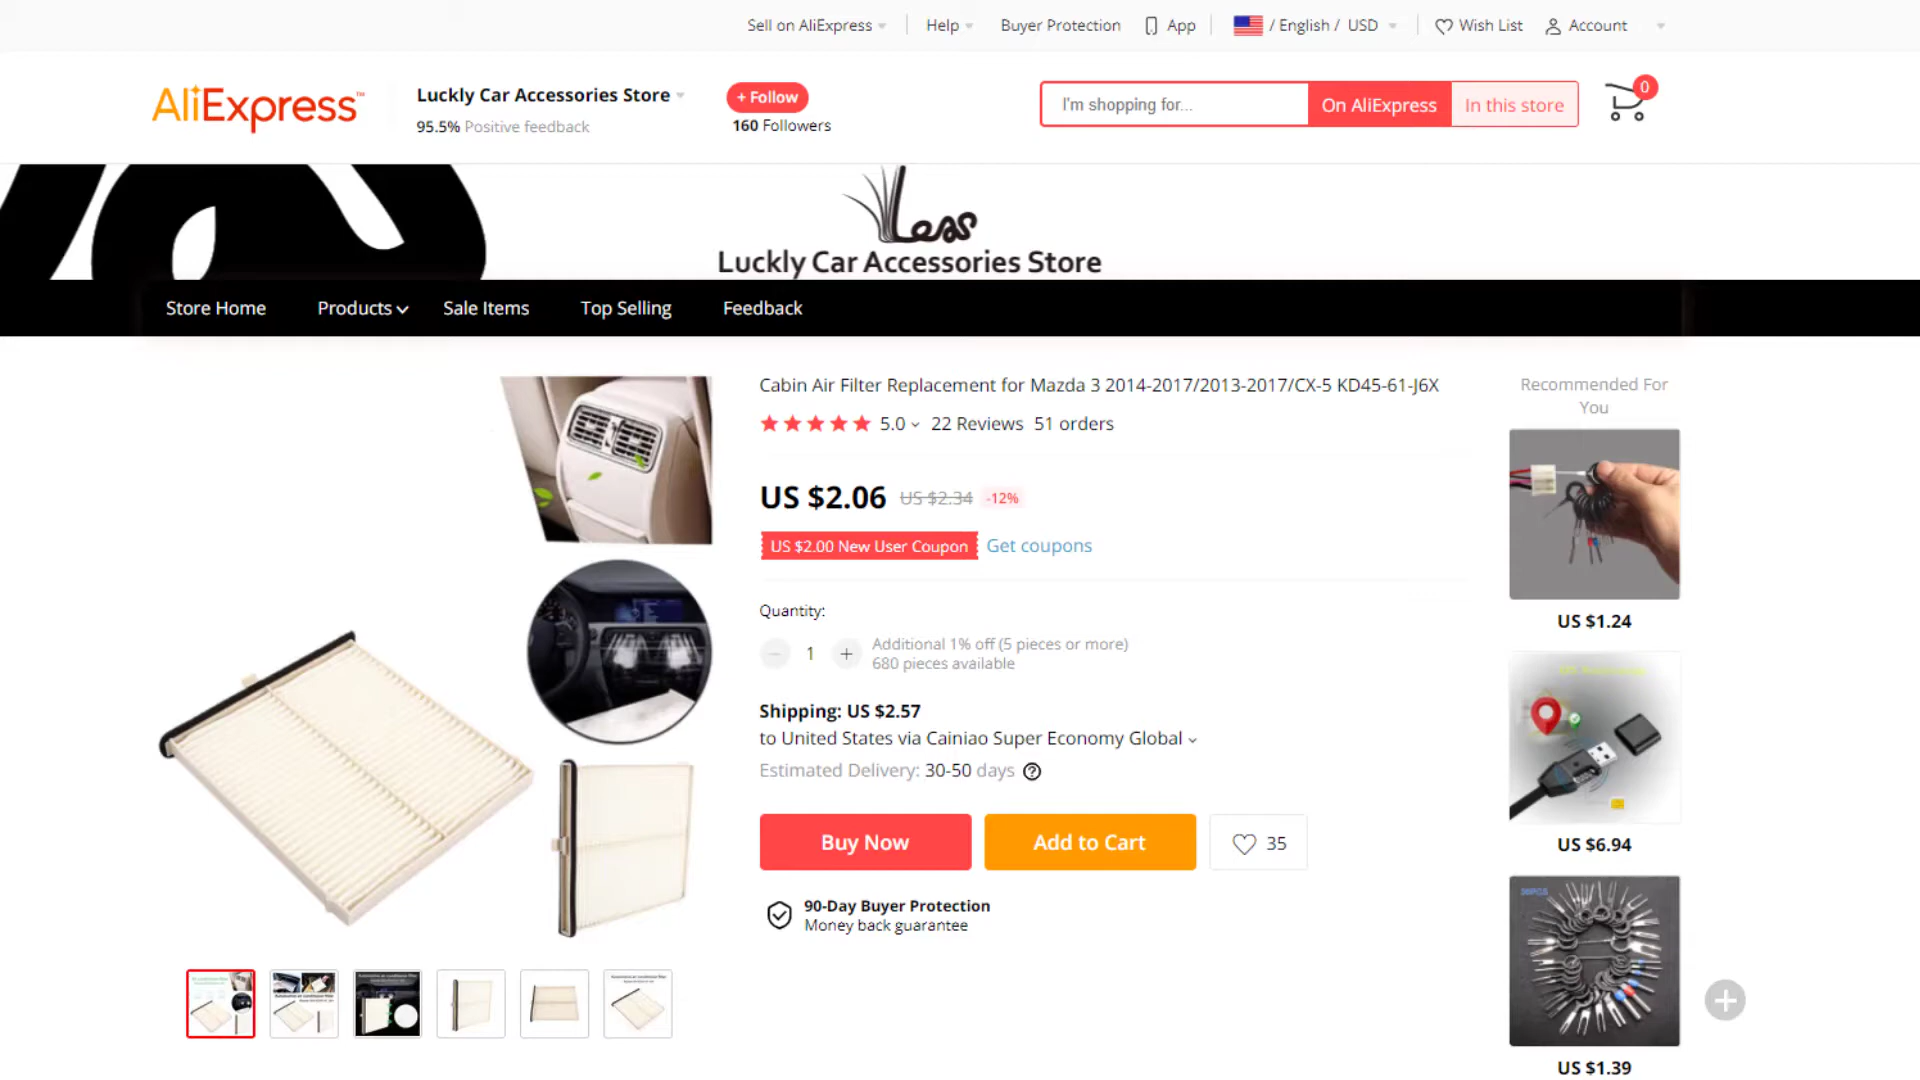 Sell on AliExpress
Help
Buyer Protection
App
/ English / USD
Wish List
Account
AliExpress™
Luckly Car Accessories Store
95.5% Positive feedback
+ Follow
160 Followers
I'm shopping for...
On AliExpress
In this store
0
Leas
Luckly Car Accessories Store
Store Home
Products
Sale Items
Top Selling
Feedback
Cabin Air Filter Replacement for Mazda 3 2014-2017/2013-2017/CX-5 KD45-61-J6X
5.0
22 Reviews
51 orders
US $2.06
US $2.34
-12%
US $2.00 New User Coupon
Get coupons
Quantity:
1
Additional 1% off (5 pieces or more)
680 pieces available
Shipping: US $2.57
to United States via Cainiao Super Economy Global
Estimated Delivery: 30-50 days
Buy Now
Add to Cart
35
90-Day Buyer Protection
Money back guarantee
Recommended For
You
US $1.24
US $6.94
US $1.39